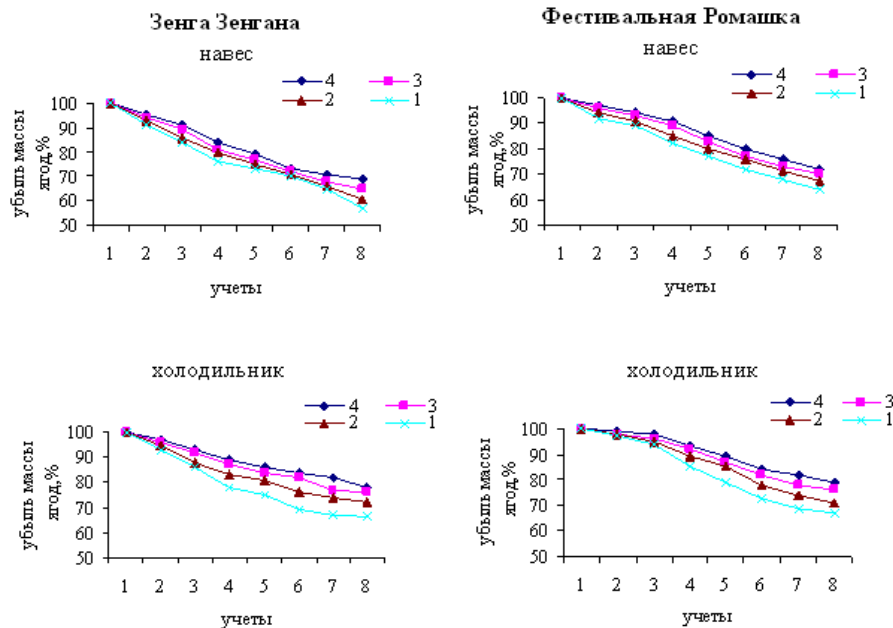 Зенга Зенгана
навес
4 3
2 1
убыль массы
ягод,%
100
90
80
70
60
50
1 2 3 4 5 6 7 8
учеты
Фестивальная Ромашка
навес
4 3
2 1
убыль массы
ягод,%
100
90
80
70
60
50
1 2 3 4 5 6 7 8
учеты
холодильник
4 3
2 1
убыль массы
ягод,%
100
90
80
70
60
50
1 2 3 4 5 6 7 8
учеты
холодильник
4 3
2 1
убыль массы
ягод,%
100
90
80
70
60
50
1 2 3 4 5 6 7 8
учеты